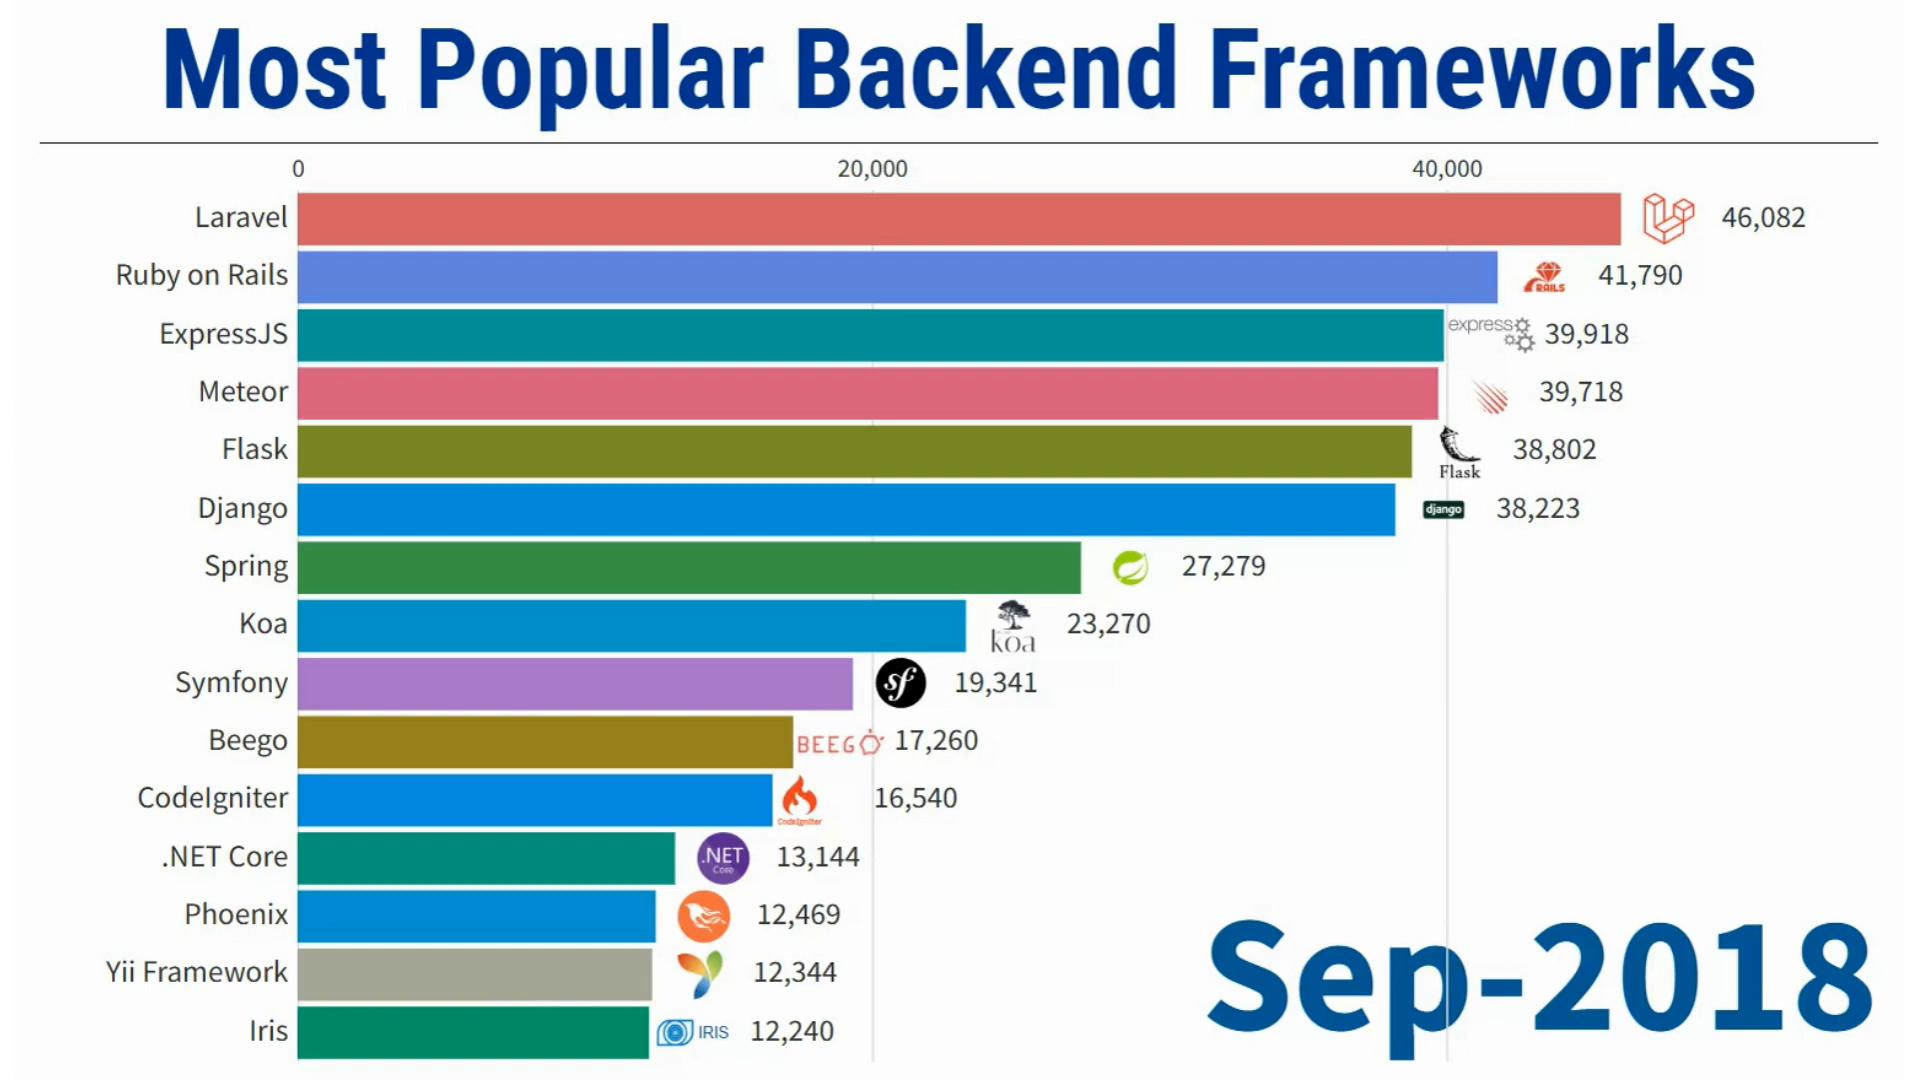 Most Popular Backend Frameworks
0 20,000 40,000
Laravel 46,082
Ruby on Rails RAILS 41,790
ExpressJS express 39,918
Meteor 39,718
Flask Flask 38,802
Django django 38,223
Spring 27,279
Koa koa 23,270
Symfony sf 19,341
Beego BEEGO 17,260
CodeIgniter CodeIgniter 16,540
.NET Core .NET Core 13,144
Phoenix 12,469
Yii Framework 12,344
Iris IRIS 12,240
Sep-2018